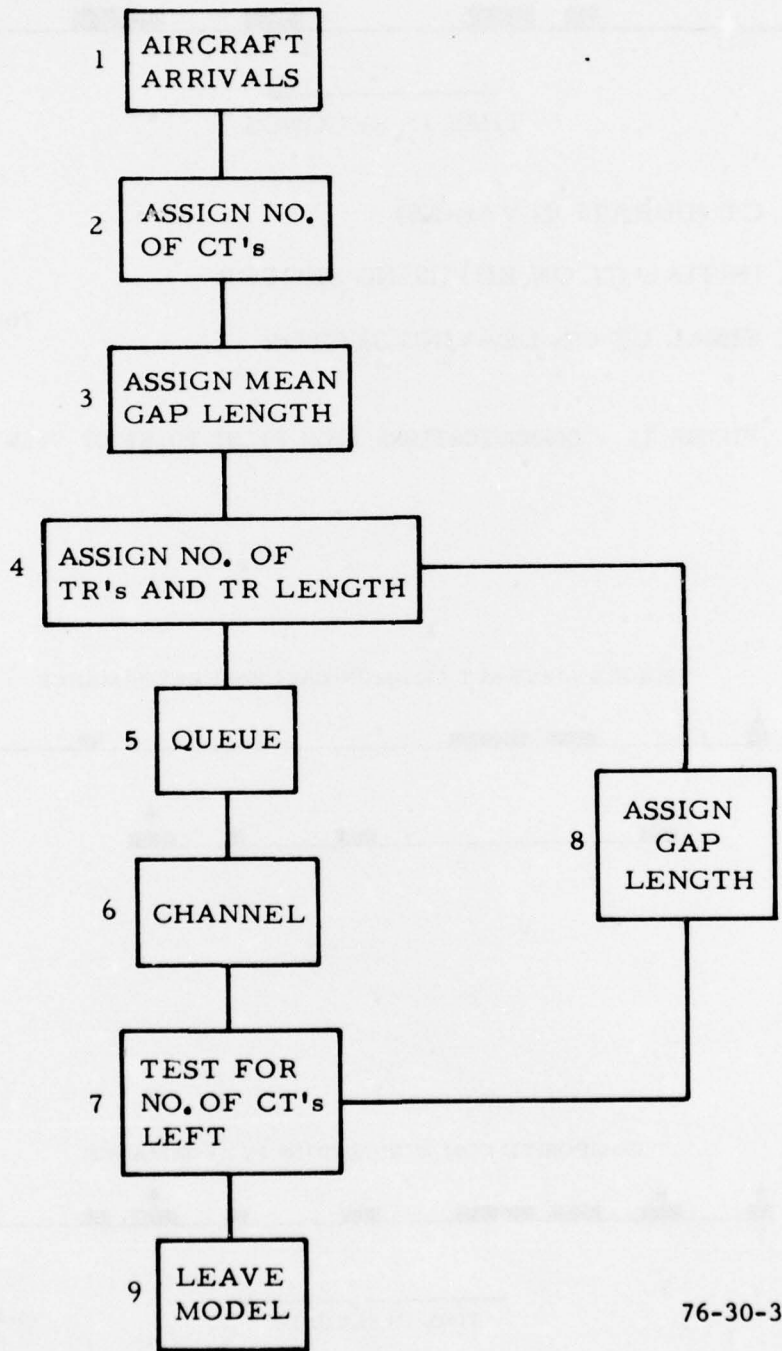 1
AIRCRAFT
ARRIVALS
2
ASSIGN NO.
OF CT's
3
ASSIGN MEAN
GAP LENGTH
4
ASSIGN NO. OF
TR's AND TR LENGTH
5
QUEUE
8
ASSIGN
GAP
LENGTH
6
CHANNEL
7
TEST FOR
NO. OF CT's
LEFT
9
LEAVE
MODEL
76-30-3